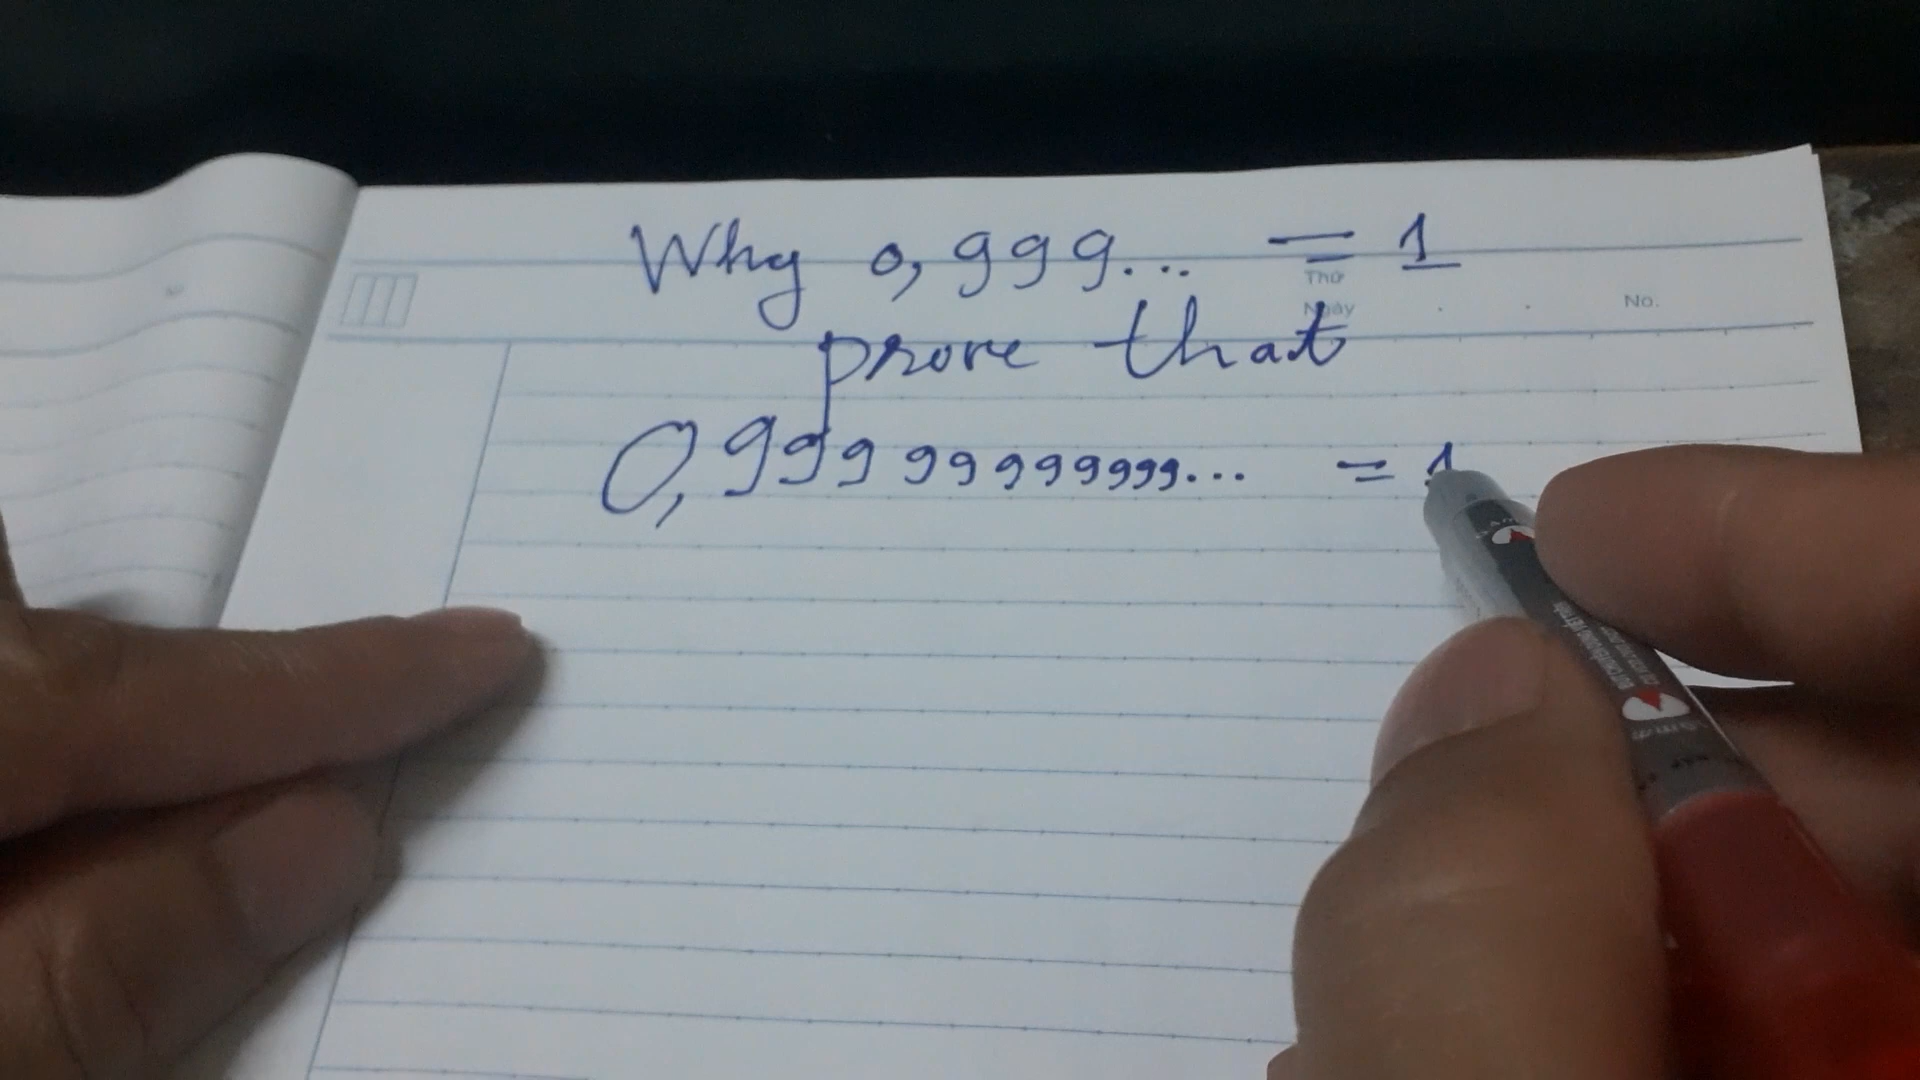 Why 0,999... = 1
Thứ
Ngày
No.
prove that
0,999999999999... = 1